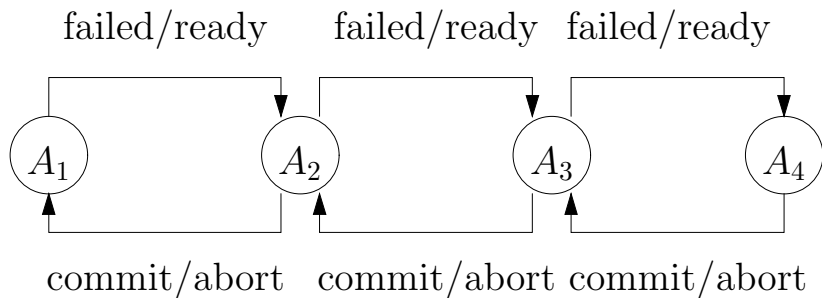 failed/ready failed/ready failed/ready
A1 A2 A3 A4
commit/abort commit/abort commit/abort